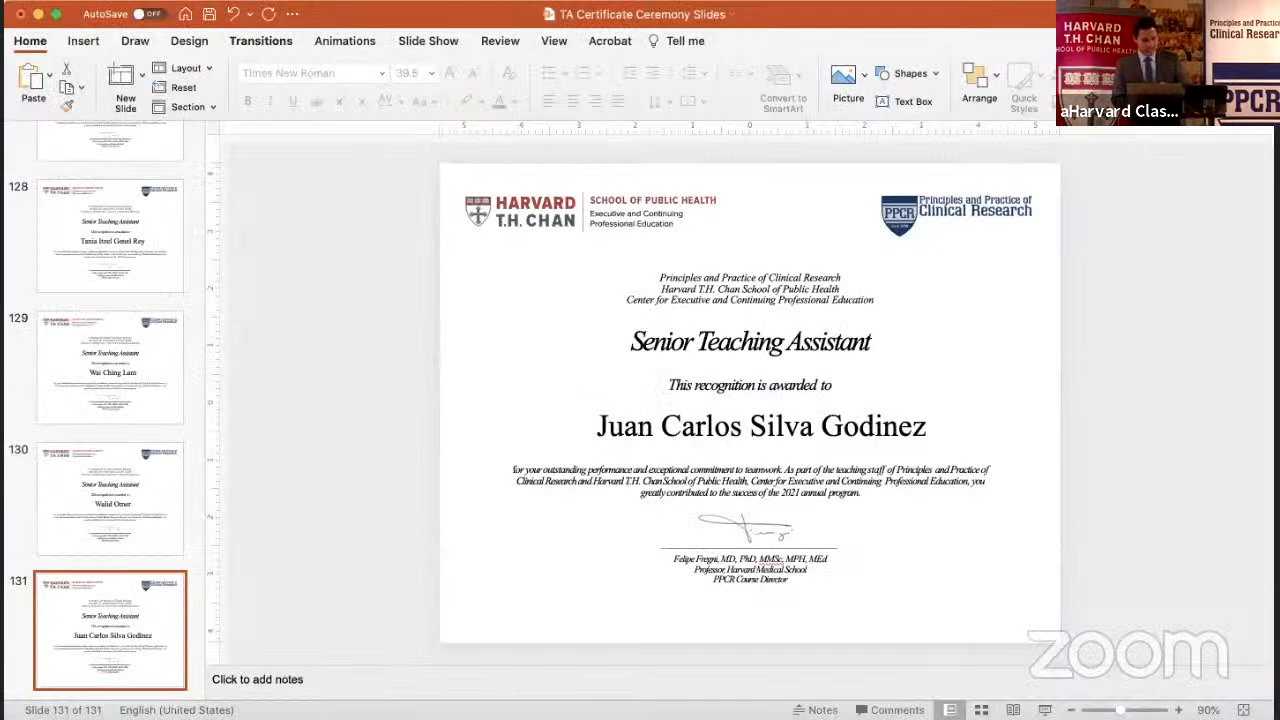 AutoSave OFF
TA Certificate Ceremony Slides
Home Insert Draw Design Transitions Animations Slide Show Review View Acrobat Tell me
Paste
New
Slide
Layout
Reset
Section
Times New Roman 39.5
Convert to
SmartArt
Picture
Shapes
Text Box
Arrange
Quick
Styles
HARVARD
T.H. CHAN
Principles and Practice
PPCR
aHarvard Clas...
128
Senior Teaching Assistant
Tania Itzel Genel Rey
129
Senior Teaching Assistant
Wai Ching Lam
130
Senior Teaching Assistant
Walid Omer
131
Senior Teaching Assistant
Juan Carlos Silva Godinez
HARVARD
T.H. CHAN
SCHOOL OF PUBLIC HEALTH
Executive and Continuing
Professional Education
PPCR
Principles and Practice of
Clinical Research
Principles and Practice of Clinical Research
Harvard T.H. Chan School of Public Health
Center for Executive and Continuing Professional Education
Senior Teaching Assistant
This recognition is awarded to
Juan Carlos Silva Godinez
for your outstanding performance and exceptional commitment to teamwork. As part of the teaching staff of Principles and Practice of
Clinical Research and Harvard T.H. Chan School of Public Health, Center for Executive and Continuing Professional Education, you
greatly contributed to the success of the 2021 annual program.
Felipe Fregni, MD, PhD, MMSc, MPH, MEd
Professor, Harvard Medical School
PPCR Course Director
zoom
Click to add notes
Slide 131 of 131 English (United States) Notes Comments 90%